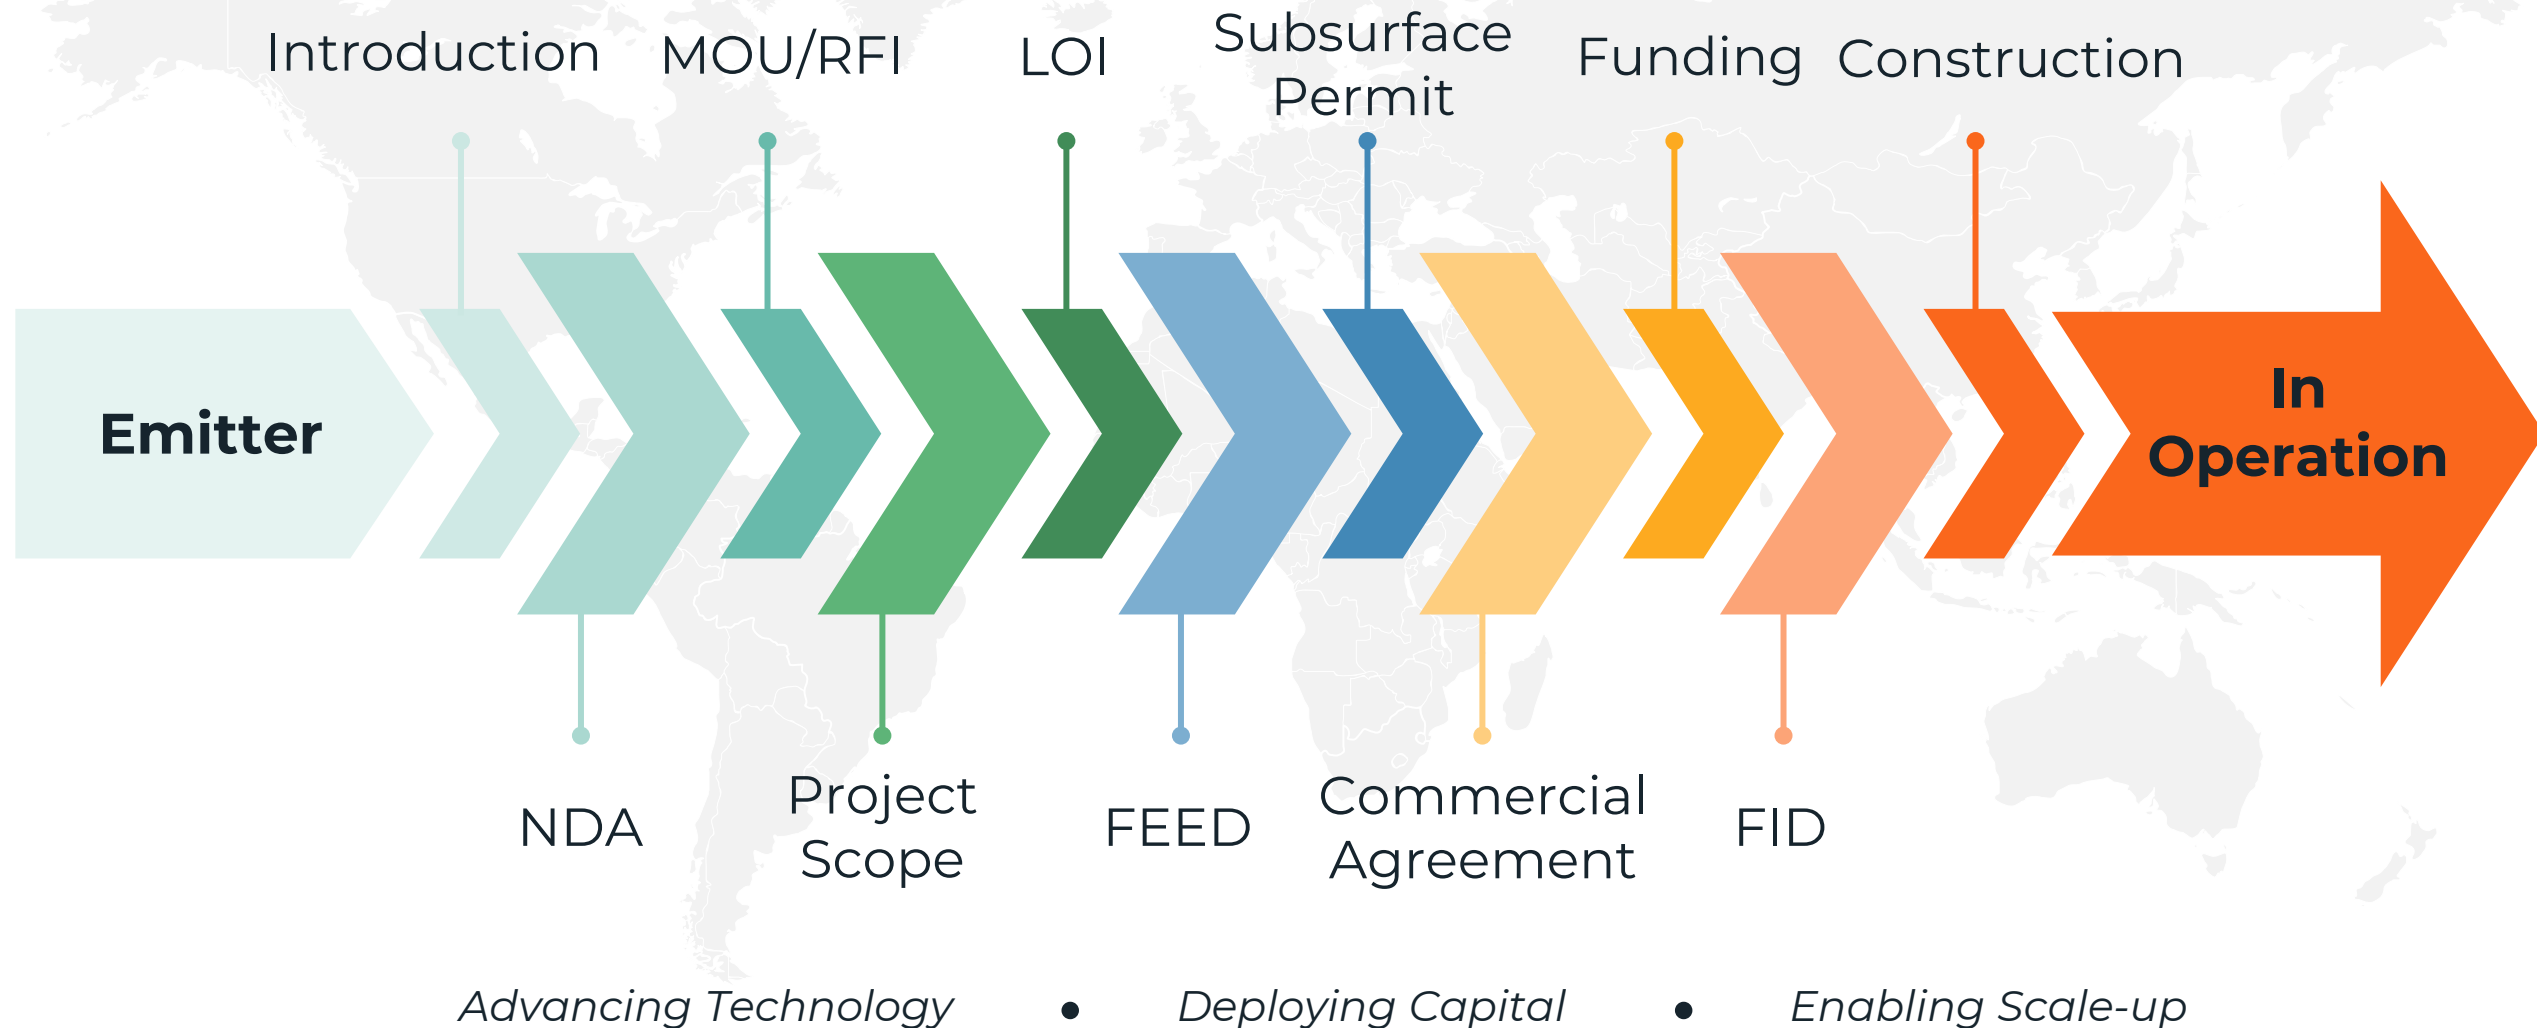 Introduction
MOU/RFI
LOI
Subsurface
Permit
Funding
Construction
Emitter
In
Operation
NDA
Project
Scope
FEED
Commercial
Agreement
FID
Advancing Technology • Deploying Capital • Enabling Scale-up